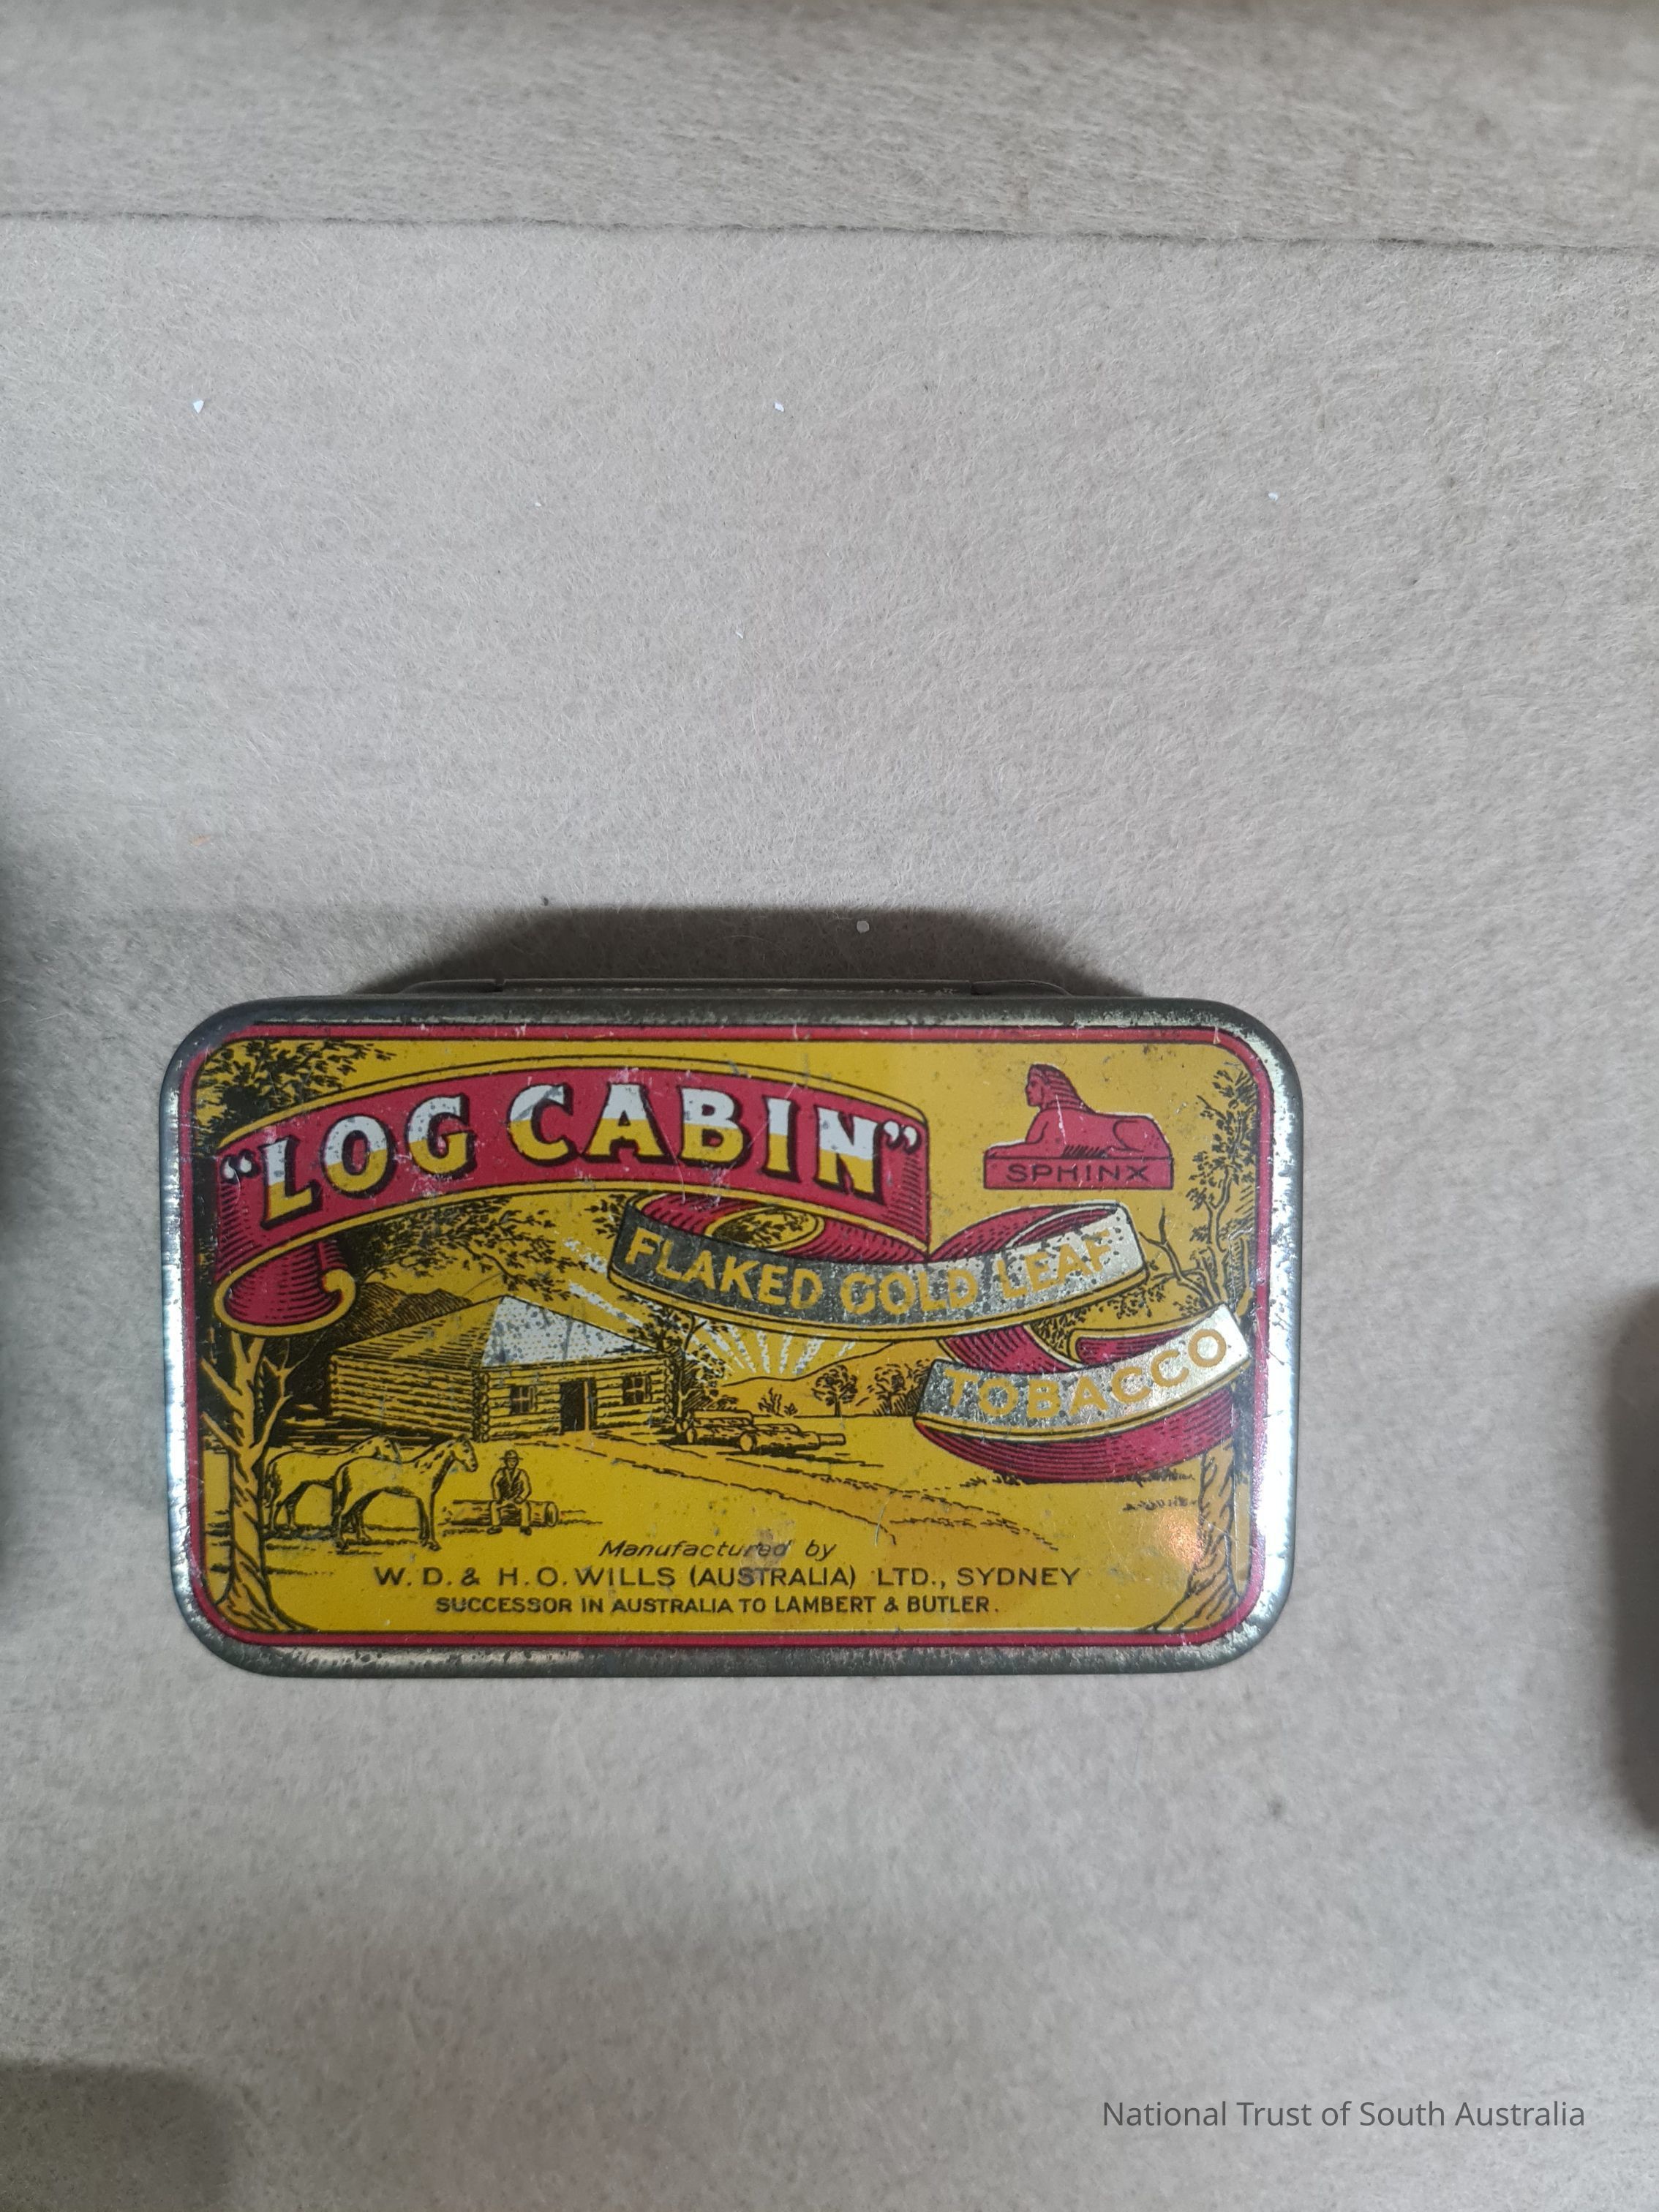 "LOG CABIN"
SPHINX
FLAKED GOLD LEAF
TOBACCO
Manufactured by
W. D. & H. O. WILLS (AUSTRALIA) LTD., SYDNEY
SUCCESSOR IN AUSTRALIA TO LAMBERT & BUTLER.
National Trust of South Australia